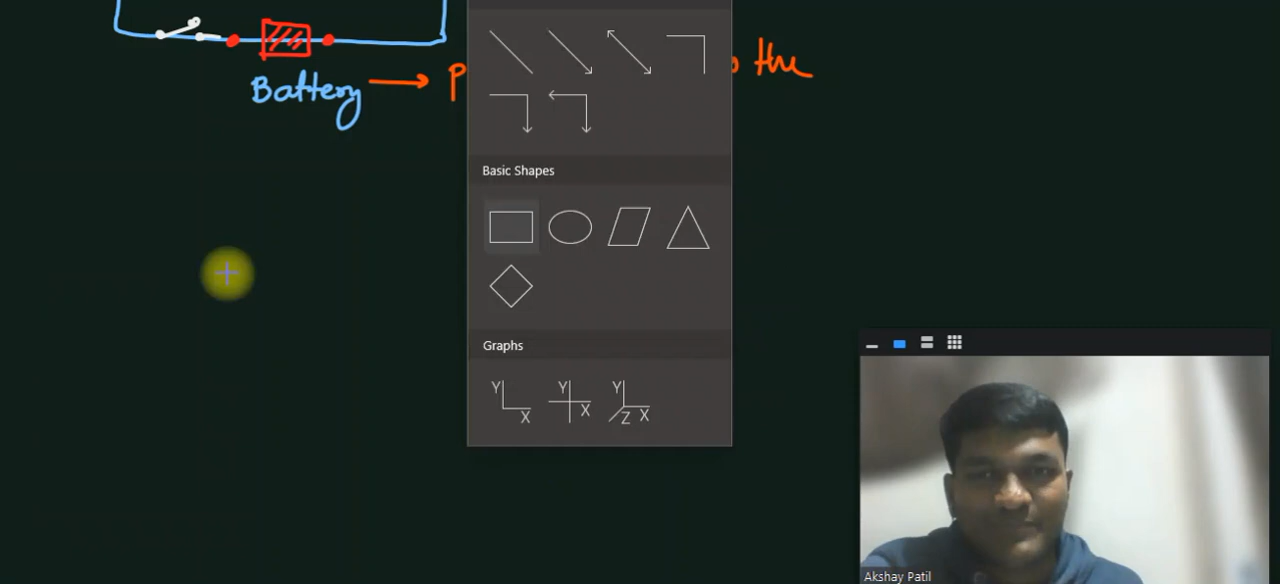 Battery → P
the
Basic Shapes
Graphs
Y X
Y X
Y Z X
Akshay Patil